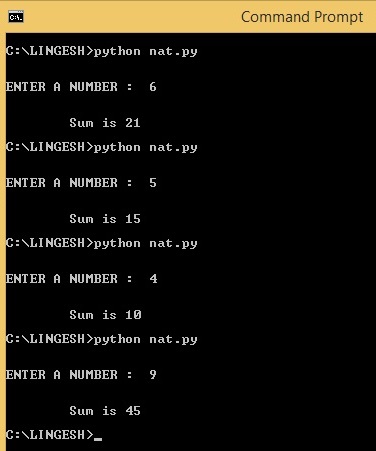 Command Prompt
C:\LINGESH>python nat.py
ENTER A NUMBER :  6
Sum is 21
C:\LINGESH>python nat.py
ENTER A NUMBER :  5
Sum is 15
C:\LINGESH>python nat.py
ENTER A NUMBER :  4
Sum is 10
C:\LINGESH>python nat.py
ENTER A NUMBER :  9
Sum is 45
C:\LINGESH>_